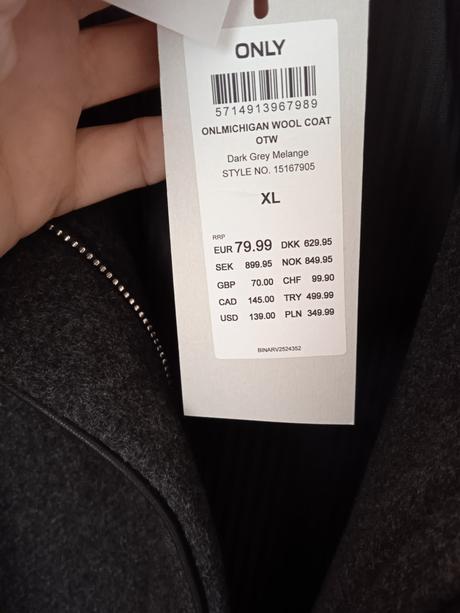 ONLY
5714913967989
ONLMICHIGAN WOOL COAT
OTW
Dark Grey Melange
STYLE NO. 15167905
XL
RRP
EUR 79.99 DKK 629.95
SEK 899.95 NOK 849.95
GBP 70.00 CHF 99.90
CAD 145.00 TRY 499.99
USD 139.00 PLN 349.99
BINARV2524352